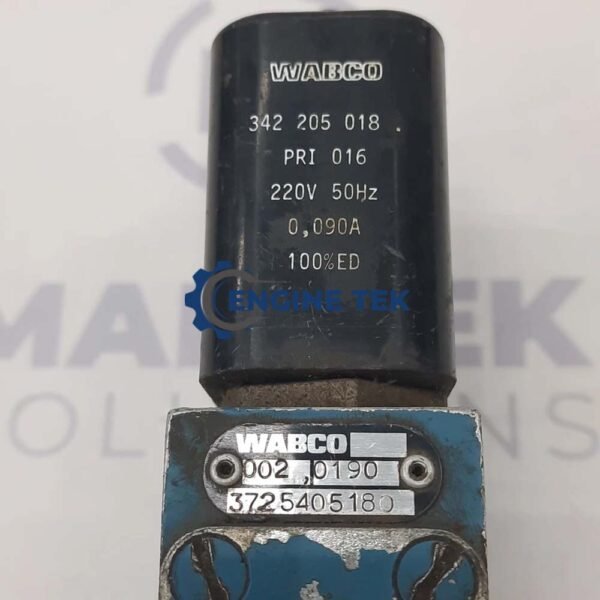 WABCO
342 205 018 .
PRI 016
220V 50Hz
0,090A
100%ED
ENGINE TEK
WABCO
002,0190
3725405180